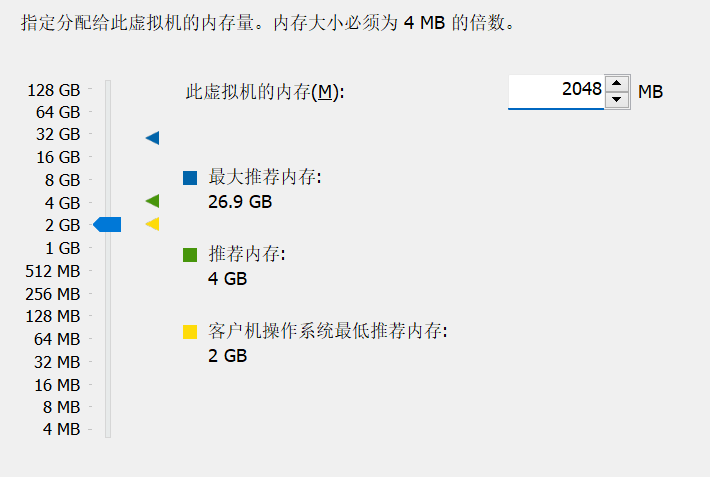 指定分配给此虚拟机的内存量。内存大小必须为 4 MB 的倍数。
128 GB
64 GB
32 GB
16 GB
8 GB
4 GB
2 GB
1 GB
512 MB
256 MB
128 MB
64 MB
32 MB
16 MB
8 MB
4 MB
此虚拟机的内存(M): 2048 MB
最大推荐内存:
26.9 GB
推荐内存:
4 GB
客户机操作系统最低推荐内存:
2 GB